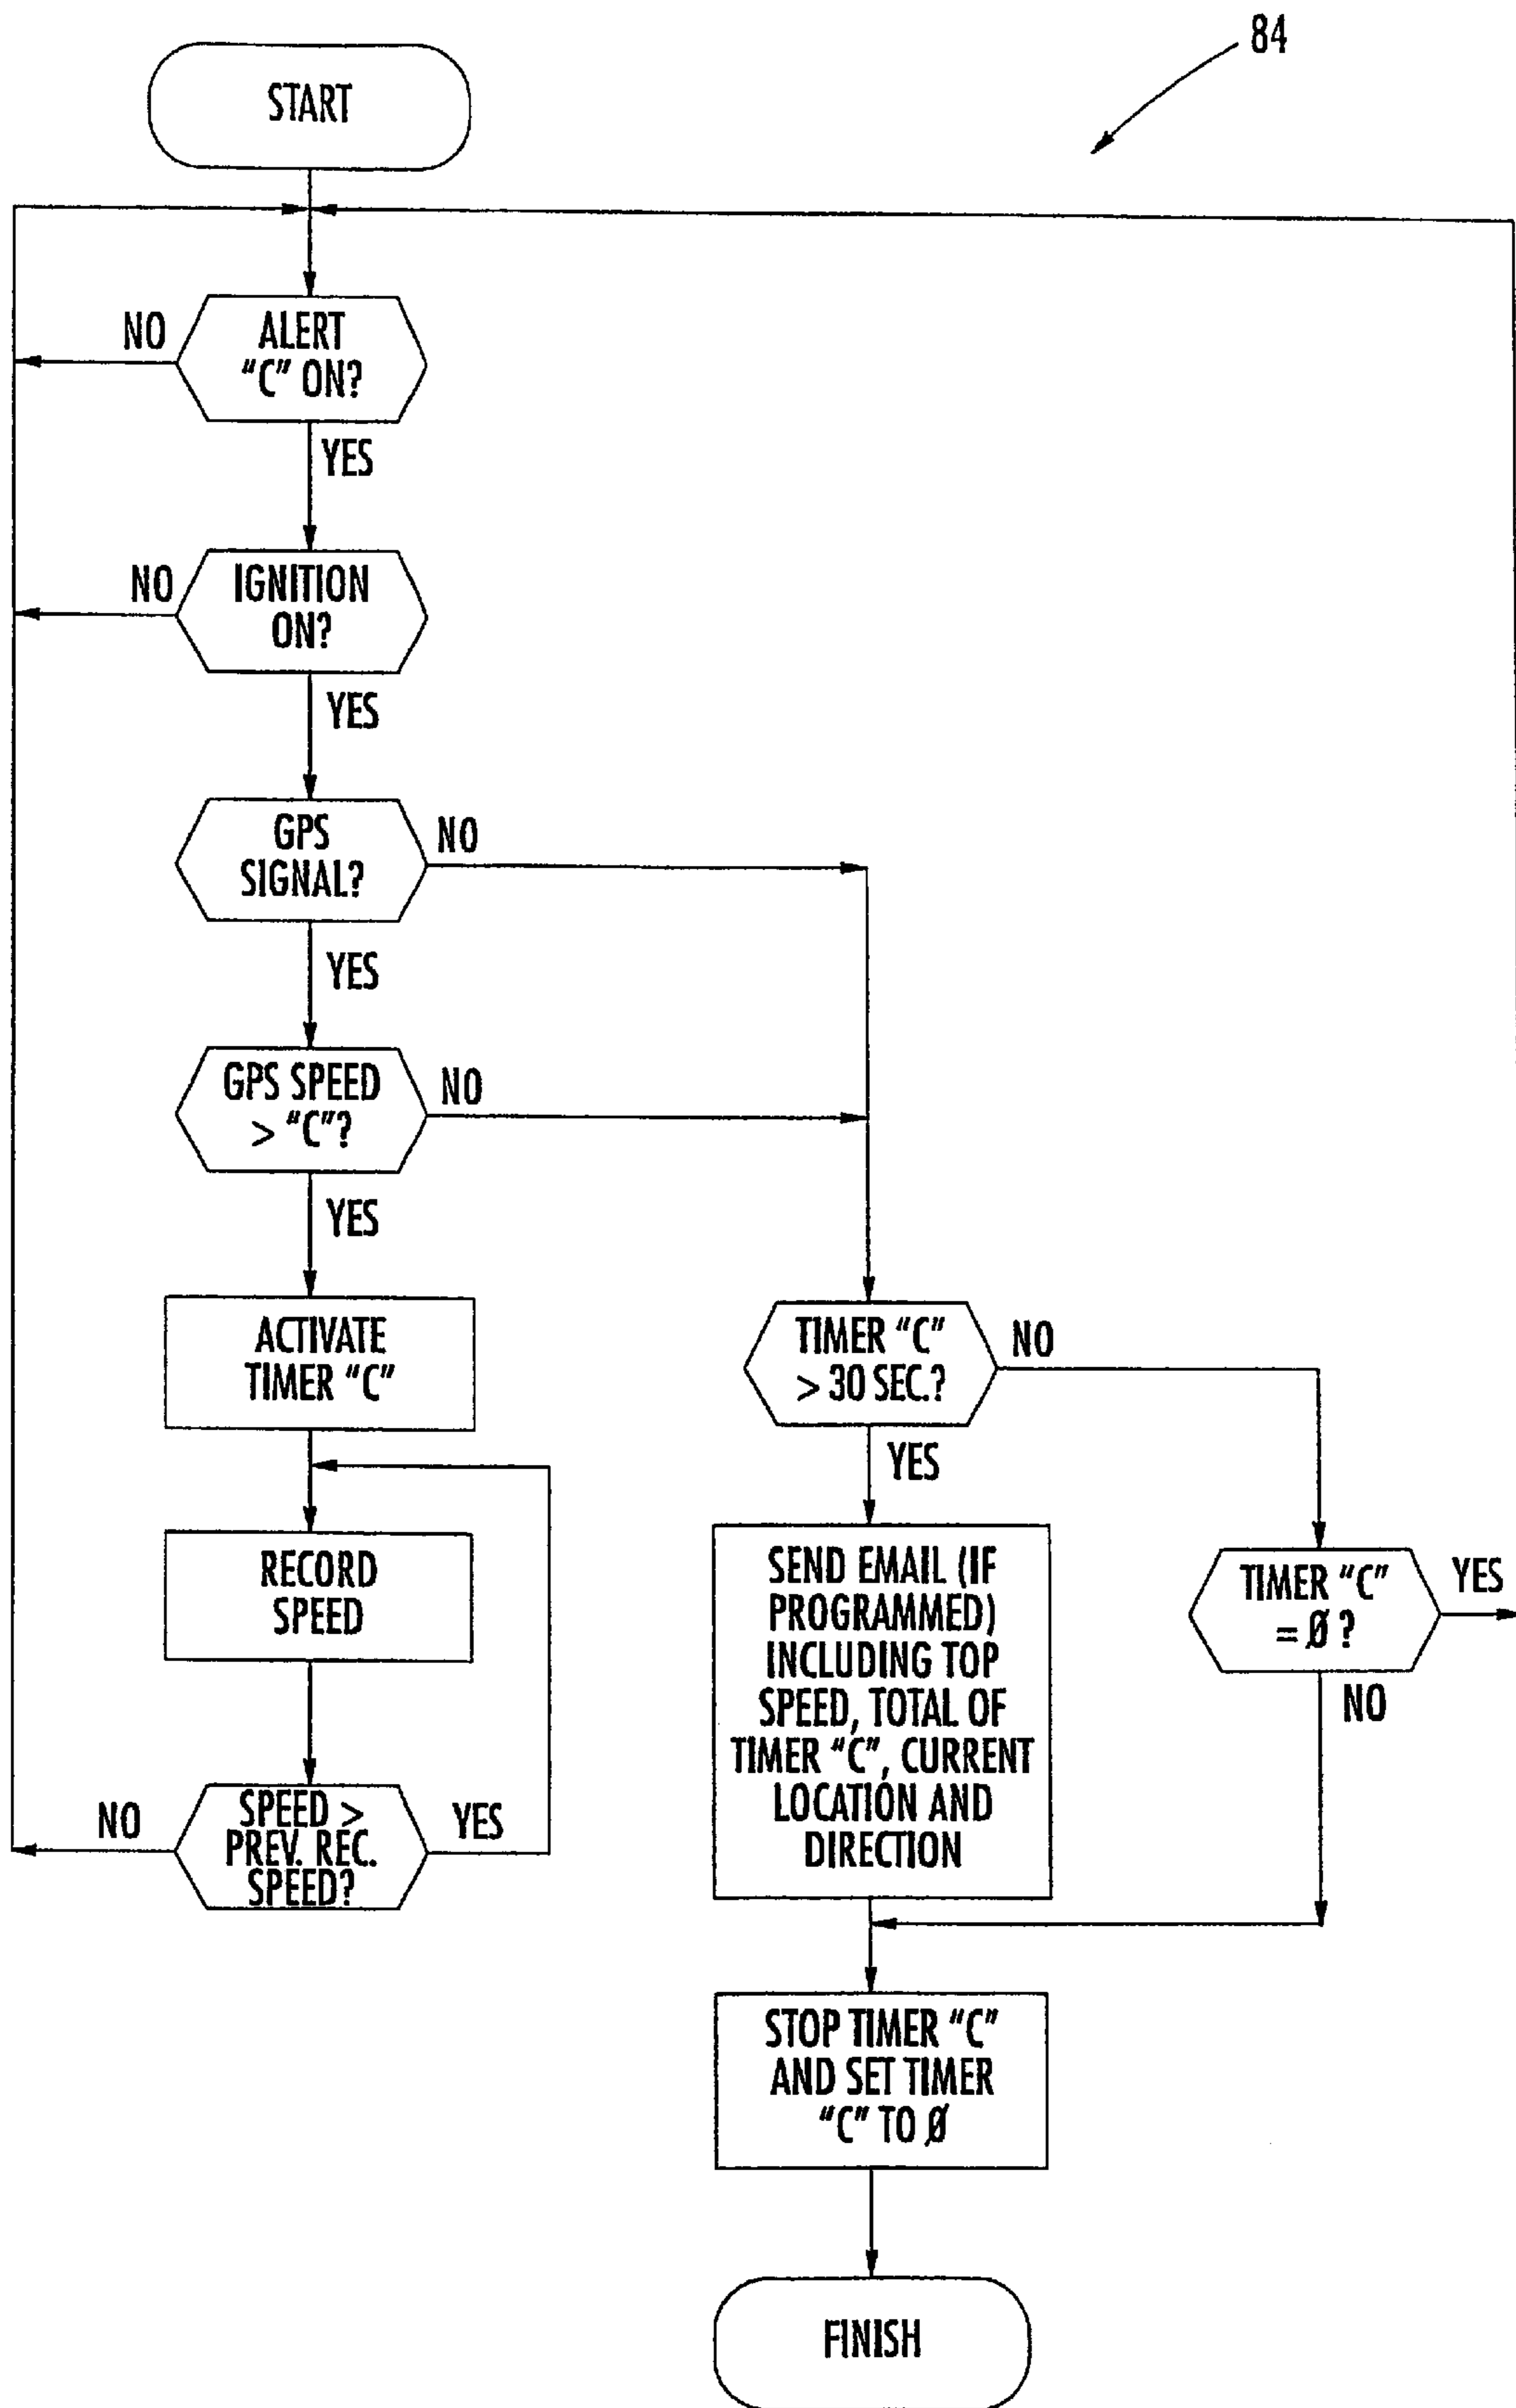 84
START
ALERT
"C" ON?
NO
YES
IGNITION
ON?
NO
YES
GPS
SIGNAL?
NO
YES
GPS SPEED
> "C"?
NO
YES
ACTIVATE
TIMER "C"
RECORD
SPEED
SPEED >
PREV. REC.
SPEED?
NO
YES
TIMER "C"
> 30 SEC.?
NO
YES
SEND EMAIL (IF
PROGRAMMED)
INCLUDING TOP
SPEED, TOTAL OF
TIMER "C", CURRENT
LOCATION AND
DIRECTION
TIMER "C"
= Ø ?
YES
NO
STOP TIMER "C"
AND SET TIMER
"C" TO Ø
FINISH